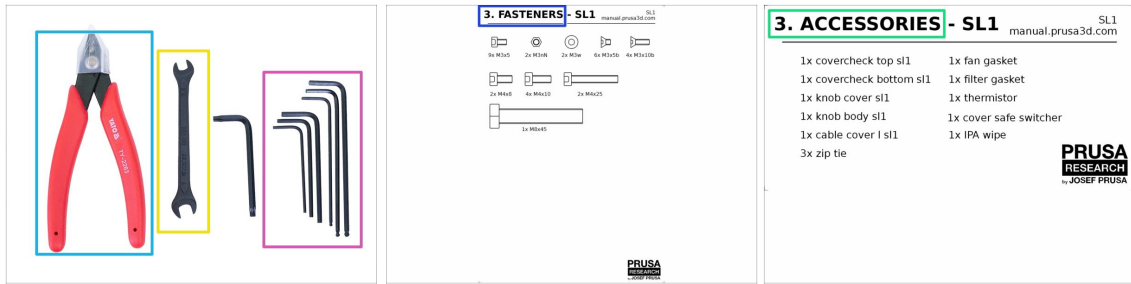 YATO
YT-2263
3. FASTENERS - SL1
SL1
manual.prusa3d.com
9x M3x5
2x M3nN
2x M3w
6x M3x5b
4x M3x10b
2x M4x8
4x M4x10
2x M4x25
1x M8x45
PRUSA
RESEARCH
by JOSEF PRUSA
3. ACCESSORIES - SL1
SL1
manual.prusa3d.com
1x covercheck top sl1
1x covercheck bottom sl1
1x knob cover sl1
1x knob body sl1
1x cable cover l sl1
3x zip tie
1x fan gasket
1x filter gasket
1x thermistor
1x cover safe switcher
1x IPA wipe
PRUSA
RESEARCH
by JOSEF PRUSA